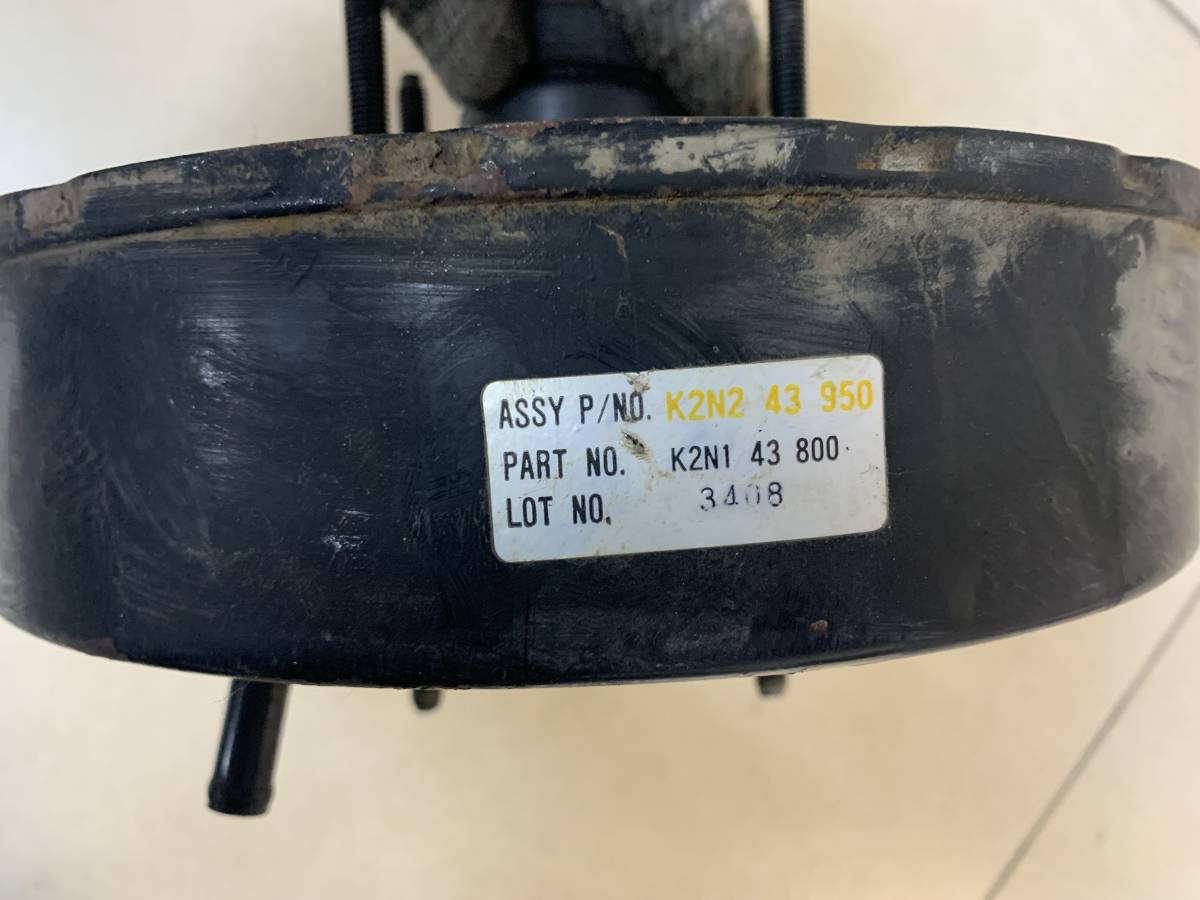 ASSY P/NO. K2N2 43 950
PART NO. K2N1 43 800
LOT NO. 3408